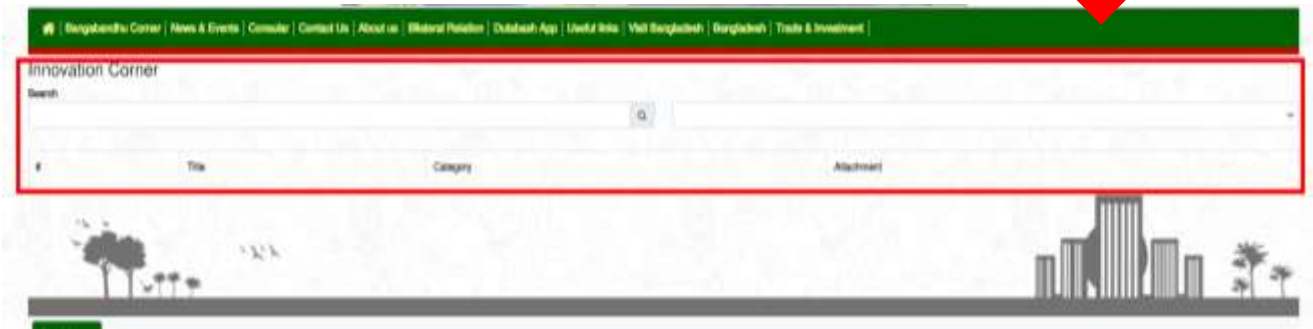 Bangabandhu Corner | News & Events | Consular | Contact Us | About us | Bilateral Relation | Dutabash App | Useful links | Visit Bangladesh | Bangladesh | Trade & Investment |
Innovation Corner
Search
# Title Category Attachment